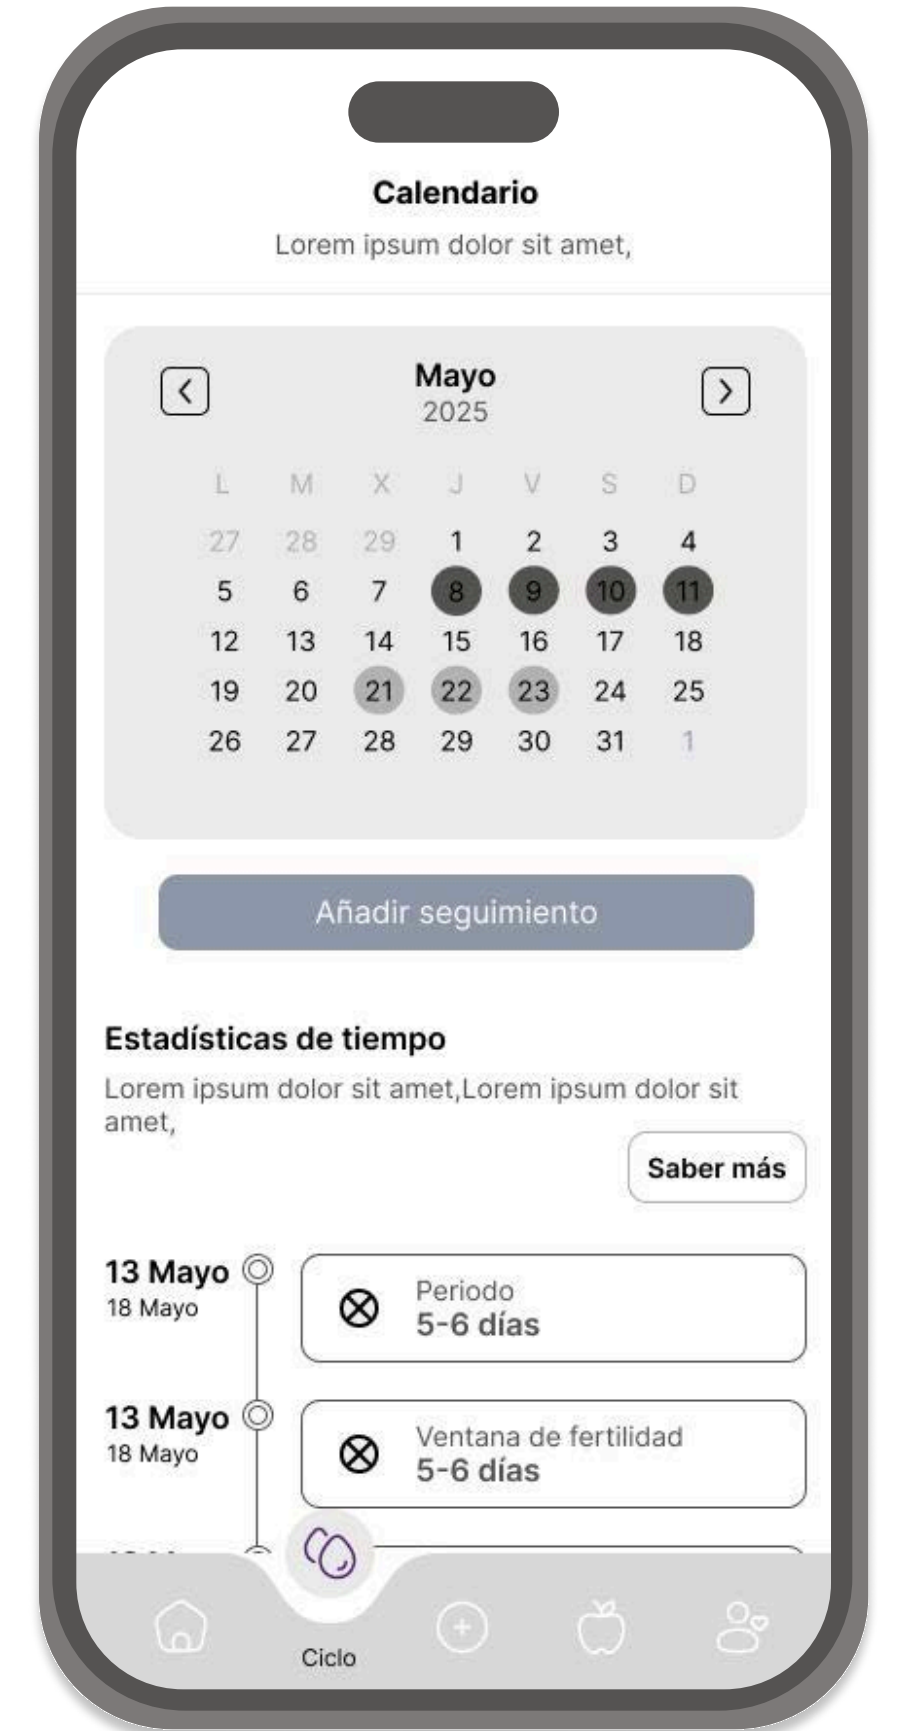 Calendario
Lorem ipsum dolor sit amet,
Mayo
2025
L M X J V S D
27 28 29 1 2 3 4
5 6 7 8 9 10 11
12 13 14 15 16 17 18
19 20 21 22 23 24 25
26 27 28 29 30 31 1
Añadir seguimiento
Estadísticas de tiempo
Lorem ipsum dolor sit amet,Lorem ipsum dolor sit
amet,
Saber más
13 Mayo
18 Mayo
Periodo
5-6 días
13 Mayo
18 Mayo
Ventana de fertilidad
5-6 días
Ciclo